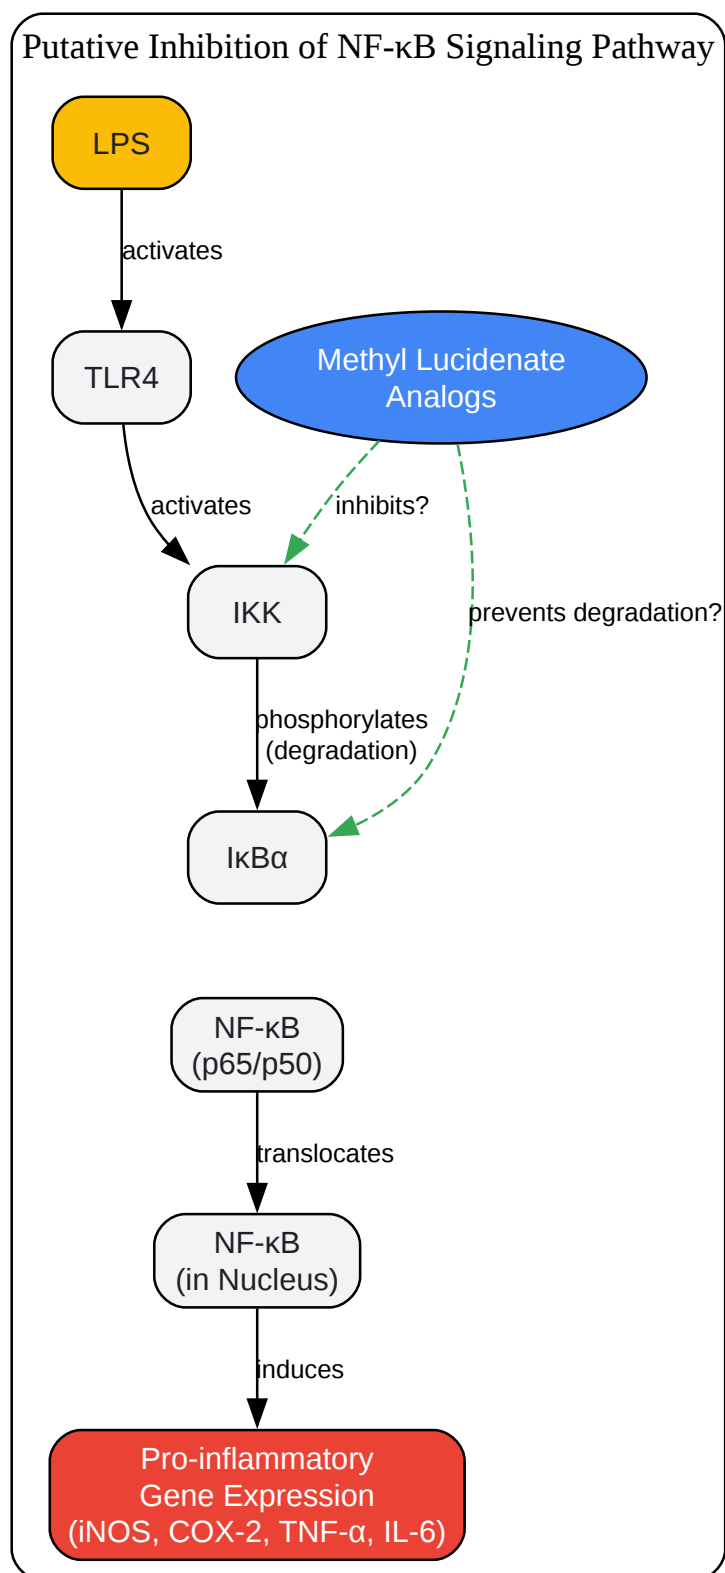 Putative Inhibition of NF-κB Signaling Pathway
LPS
activates
TLR4
Methyl Lucidenate
Analogs
activates
inhibits?
IKK
prevents degradation?
phosphorylates
(degradation)
IκBα
NF-κB
(p65/p50)
translocates
NF-κB
(in Nucleus)
induces
Pro-inflammatory
Gene Expression
(iNOS, COX-2, TNF-α, IL-6)